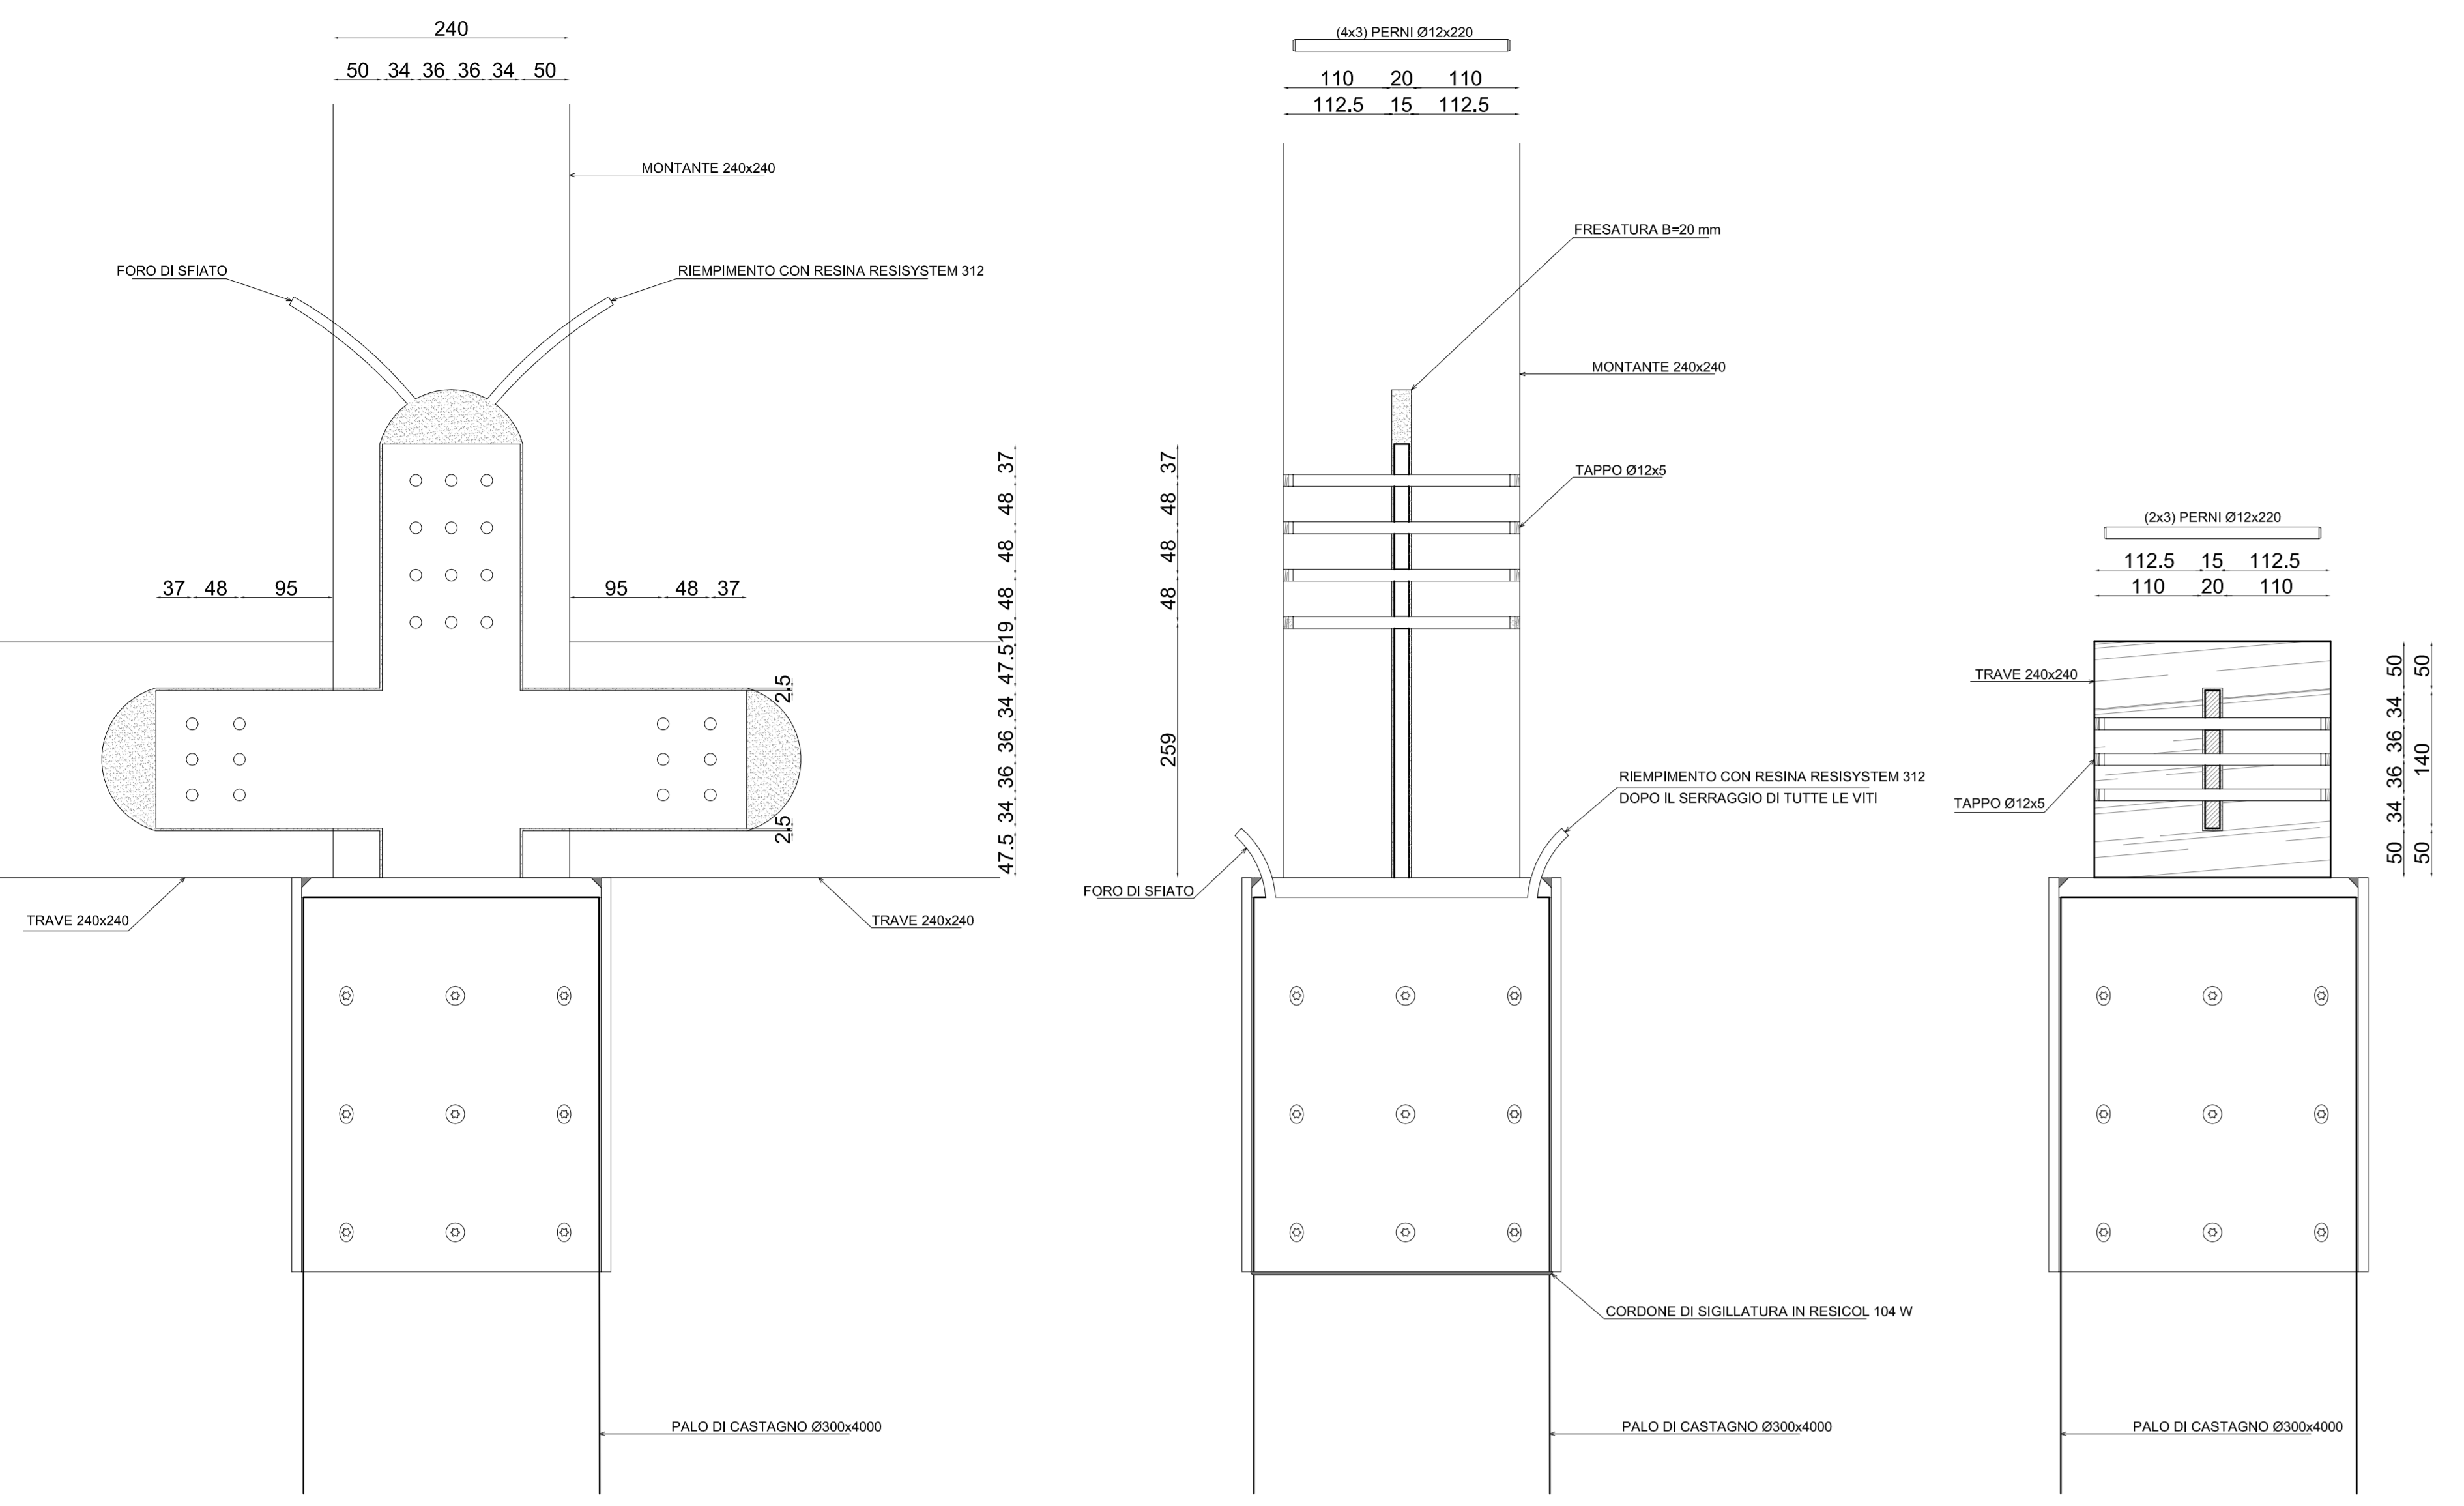 240
50 34 36 36 34 50
MONTANTE 240x240
FORO DI SFIATO
RIEMPIMENTO CON RESINA RESISYSTEM 312
37 48 95
95 48 37
2.5
2.5
37
48
48
48
19
47.5
34
36
36
34
47.5
TRAVE 240x240
TRAVE 240x240
PALO DI CASTAGNO Ø300x4000
(4x3) PERNI Ø12x220
110 20 110
112.5 15 112.5
FRESATURA B=20 mm
MONTANTE 240x240
37
48
48
48
259
TAPPO Ø12x5
RIEMPIMENTO CON RESINA RESISYSTEM 312
DOPO IL SERRAGGIO DI TUTTE LE VITI
FORO DI SFIATO
CORDONE DI SIGILLATURA IN RESICOL 104 W
PALO DI CASTAGNO Ø300x4000
(2x3) PERNI Ø12x220
112.5 15 112.5
110 20 110
TRAVE 240x240
TAPPO Ø12x5
50
34
36
36
34
50
50
140
50
PALO DI CASTAGNO Ø300x4000